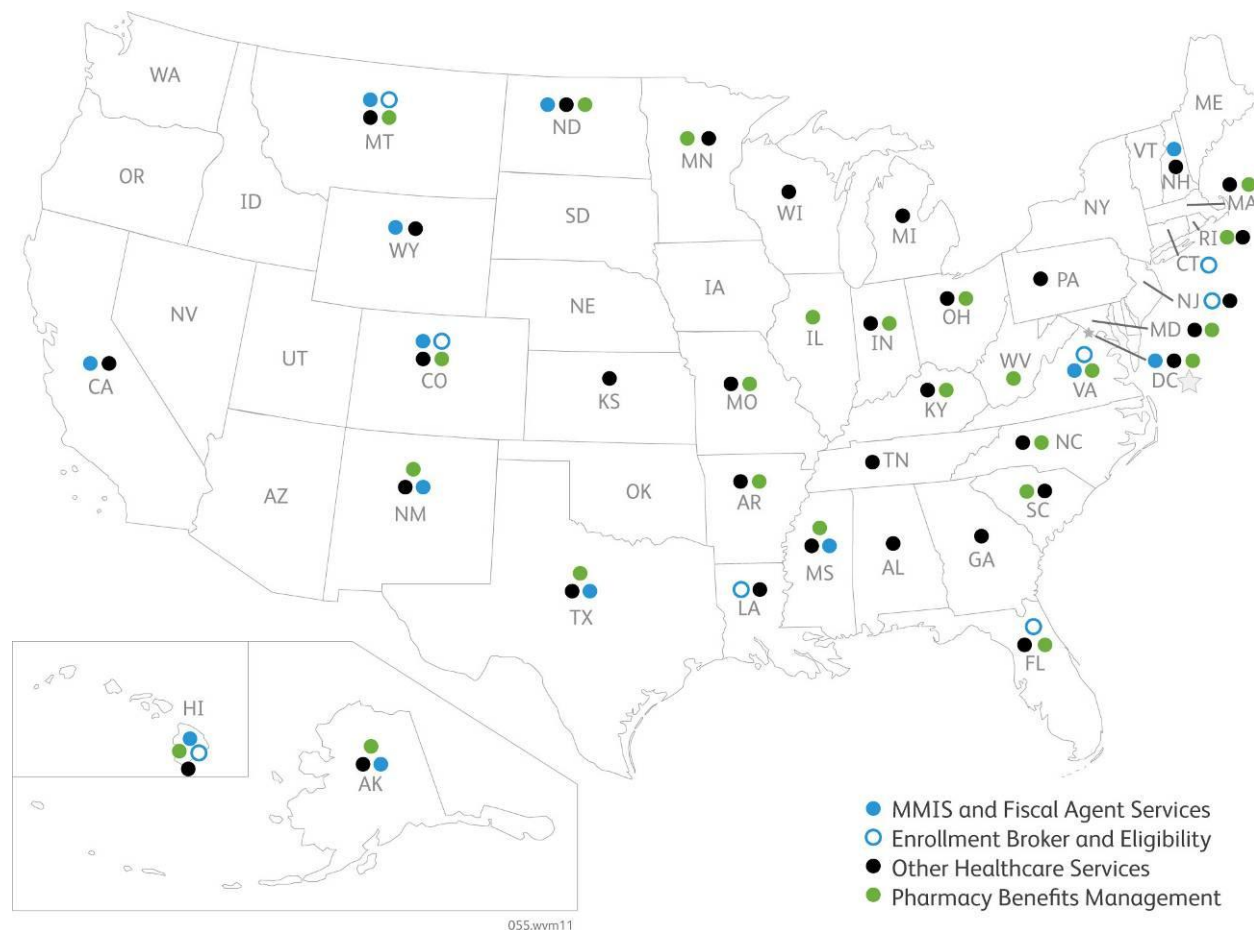 WA
MT
ND
MN
ME
VT
NH
MA
OR
ID
SD
WI
NY
RI
WY
MI
CT
PA
NJ
NE
IA
MD
NV
IL
IN
OH
UT
CO
WV
VA
DC
CA
KS
MO
KY
NC
TN
AZ
NM
OK
AR
SC
MS
AL
GA
TX
LA
FL
HI
AK
MMIS and Fiscal Agent Services
Enrollment Broker and Eligibility
Other Healthcare Services
Pharmacy Benefits Management
055.wvm11